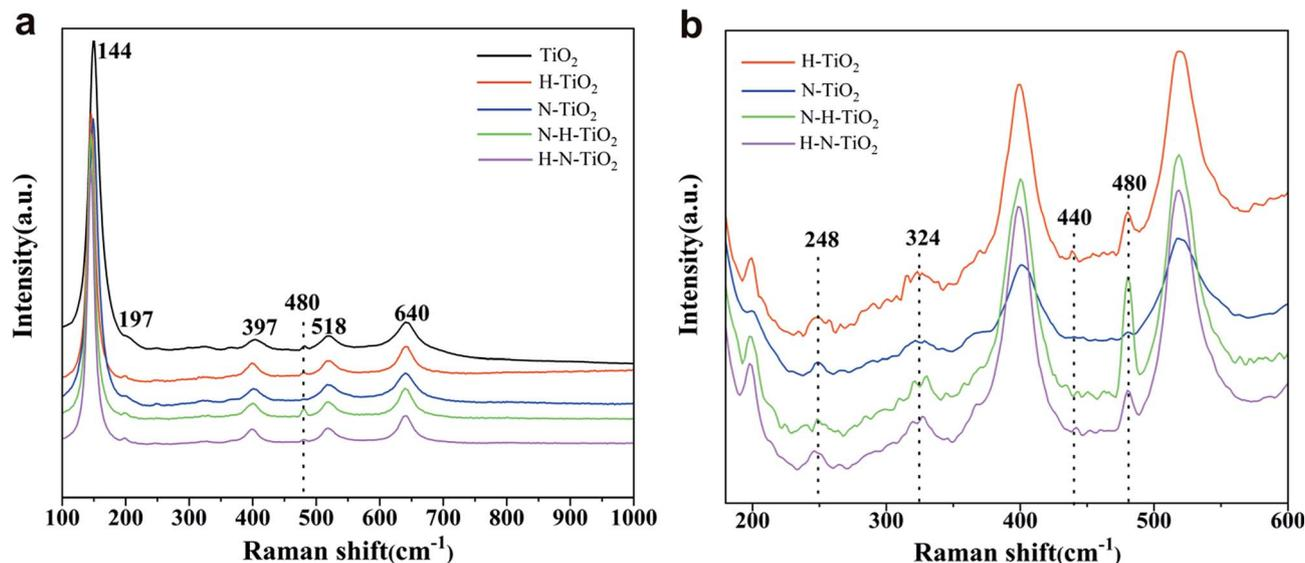 a
144
197
397
480
518
640
TiO₂
H-TiO₂
N-TiO₂
N-H-TiO₂
H-N-TiO₂
Intensity(a.u.)
100 200 300 400 500 600 700 800 900 1000
Raman shift(cm⁻¹)
b
H-TiO₂
N-TiO₂
N-H-TiO₂
H-N-TiO₂
248
324
440
480
Intensity(a.u.)
200 300 400 500 600
Raman shift(cm⁻¹)